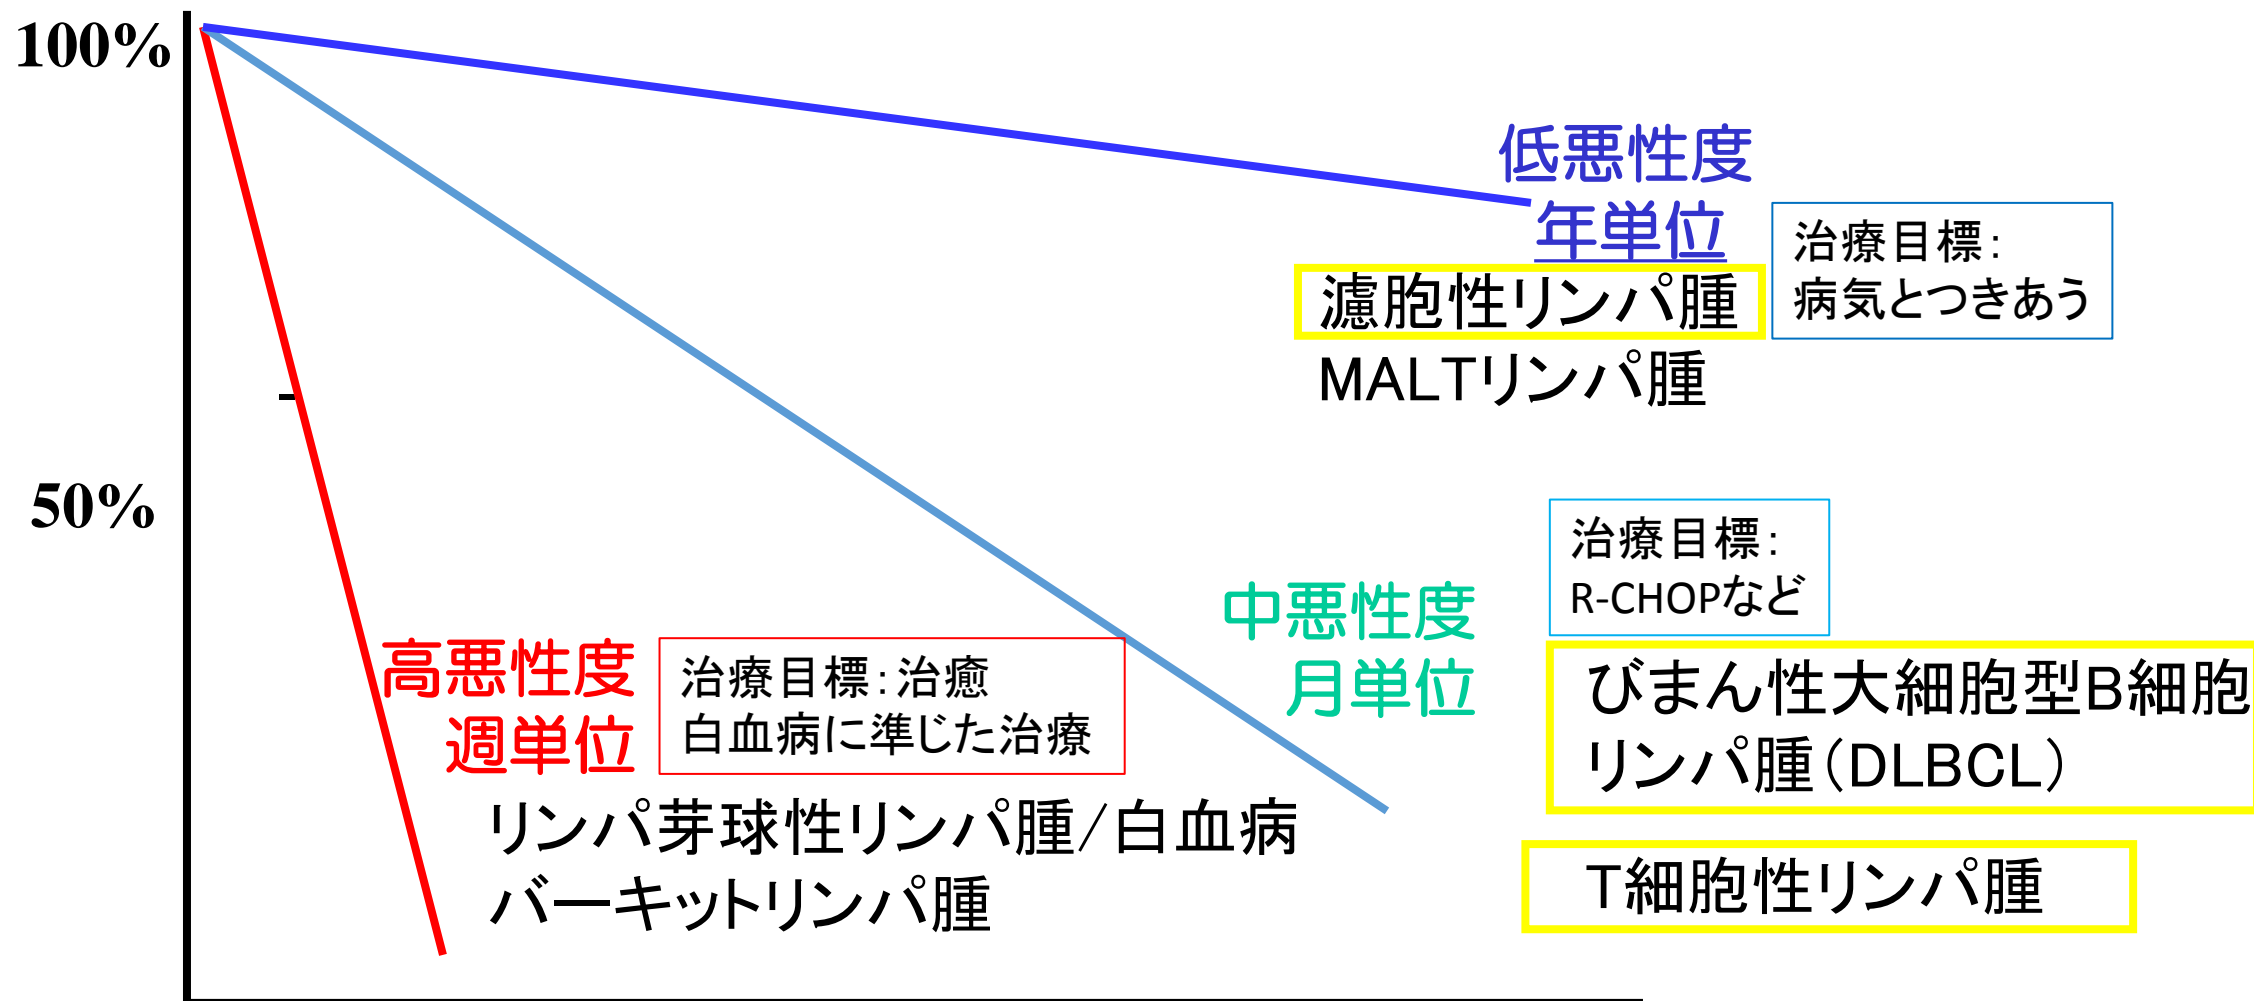 100%
低悪性度
年単位
治療目標：
病気とつきあう
濾胞性リンパ腫
MALTリンパ腫
50%
治療目標：
R-CHOPなど
中悪性度
月単位
高悪性度
週単位
治療目標：治癒
白血病に準じた治療
びまん性大細胞型B細胞
リンパ腫（DLBCL）
リンパ芽球性リンパ腫/白血病
バーキットリンパ腫
T細胞性リンパ腫